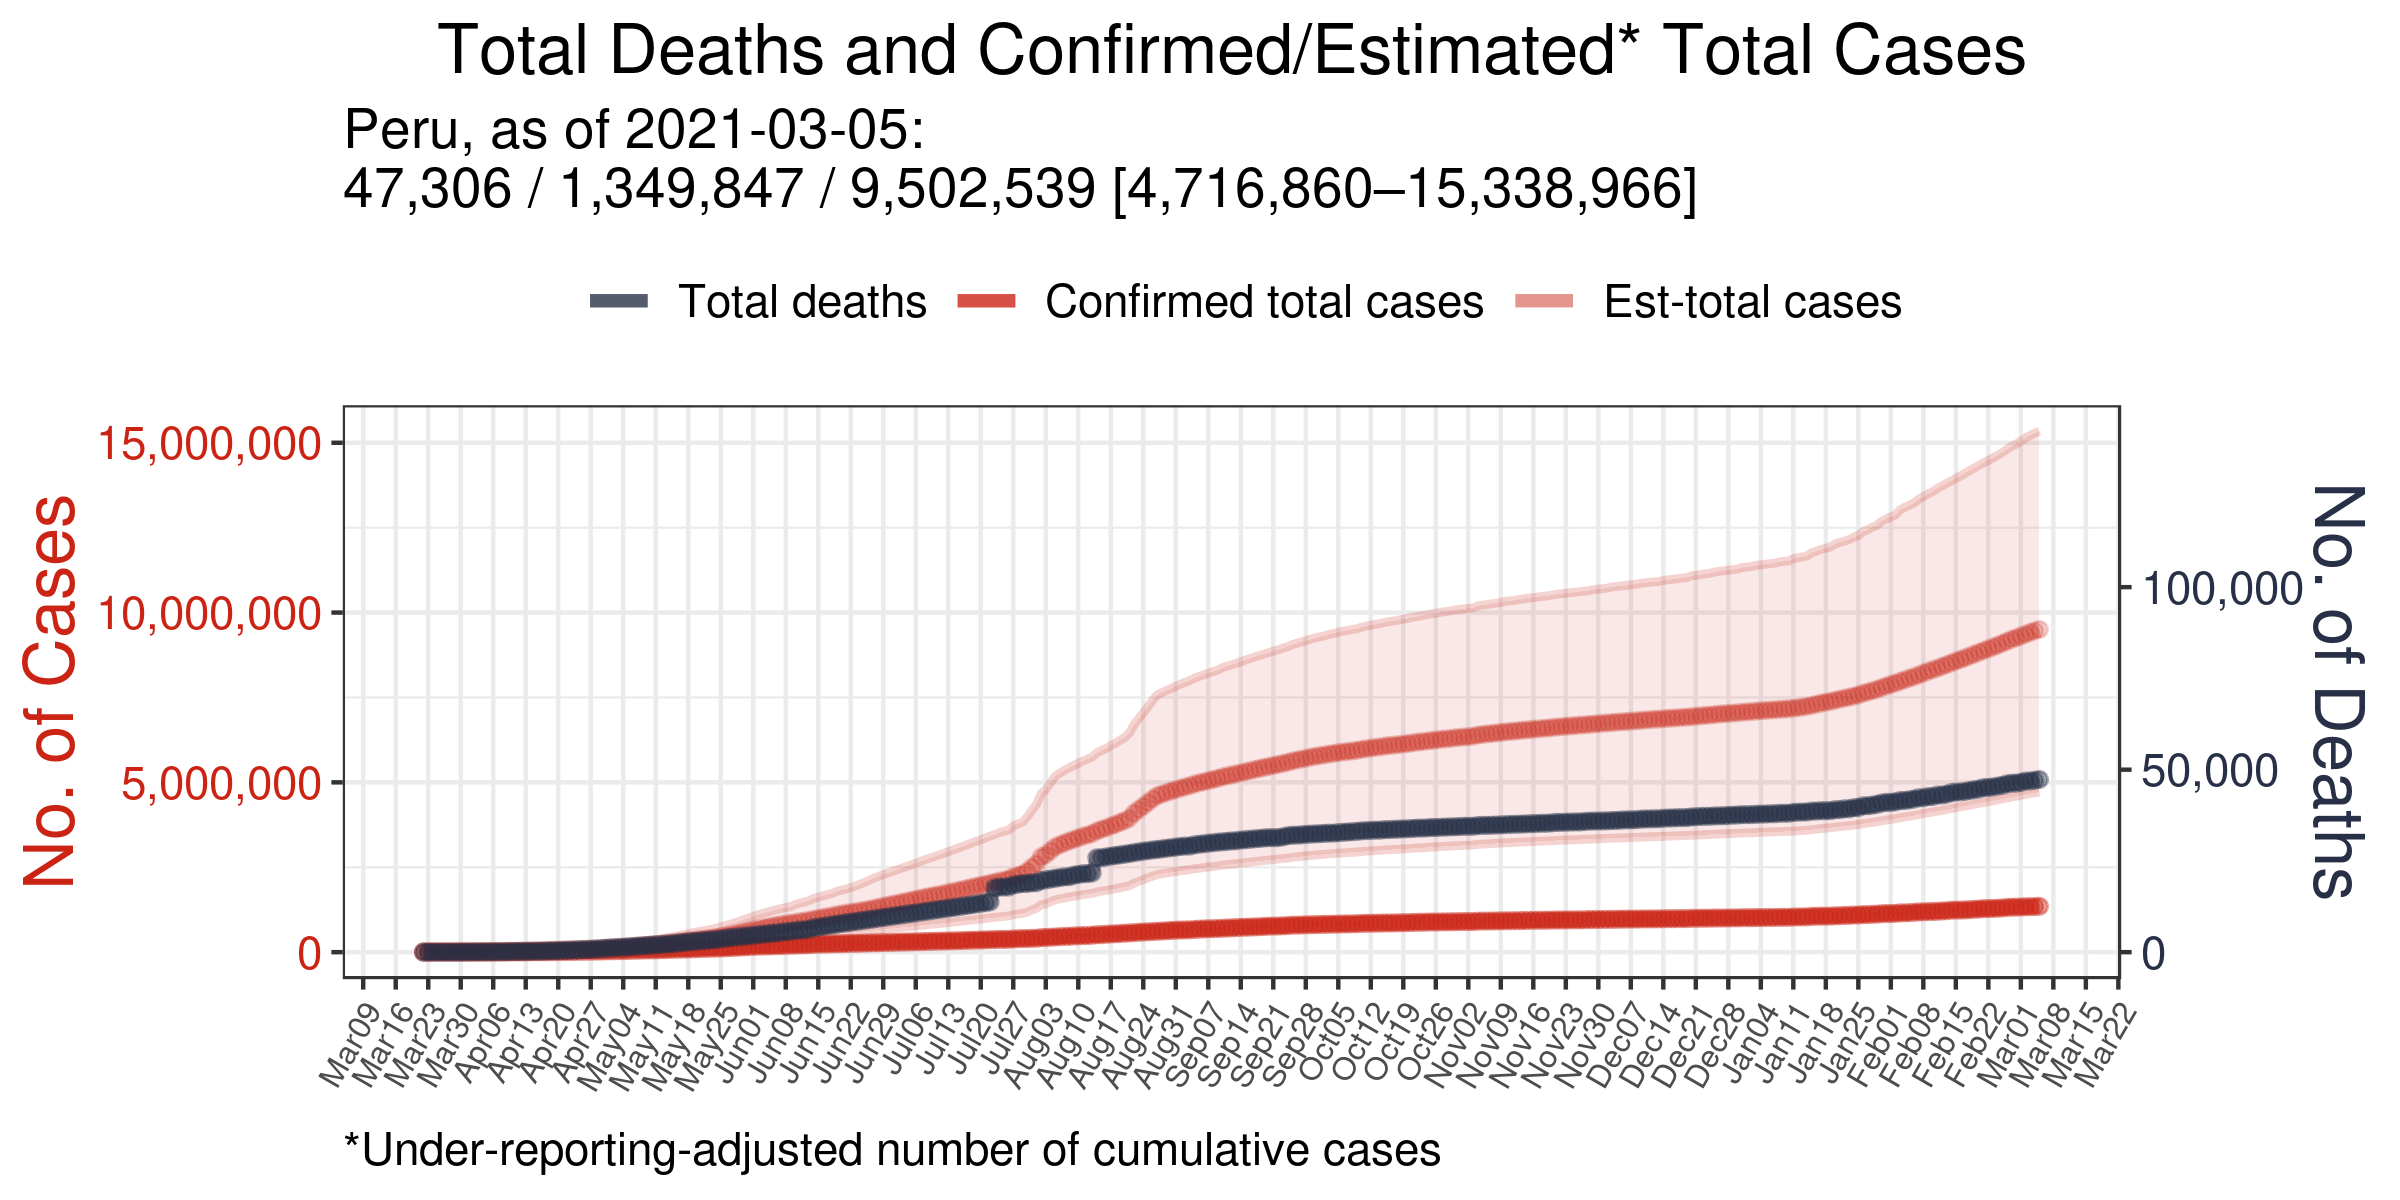 Total Deaths and Confirmed/Estimated* Total Cases
Peru, as of 2021-03-05:
47,306 / 1,349,847 / 9,502,539 [4,716,860–15,338,966]
Total deaths
Confirmed total cases
Est-total cases
No. of Cases
15,000,000
10,000,000
5,000,000
0
No. of Deaths
100,000
50,000
0
Mar09
Mar16
Mar23
Mar30
Apr06
Apr13
Apr20
Apr27
May04
May11
May18
May25
Jun01
Jun08
Jun15
Jun22
Jun29
Jul06
Jul13
Jul20
Jul27
Aug03
Aug10
Aug17
Aug24
Aug31
Sep07
Sep14
Sep21
Sep28
Oct05
Oct12
Oct19
Oct26
Nov02
Nov09
Nov16
Nov23
Nov30
Dec07
Dec14
Dec21
Dec28
Jan04
Jan11
Jan18
Jan25
Feb01
Feb08
Feb15
Feb22
Mar01
Mar08
Mar15
Mar22
*Under-reporting-adjusted number of cumulative cases